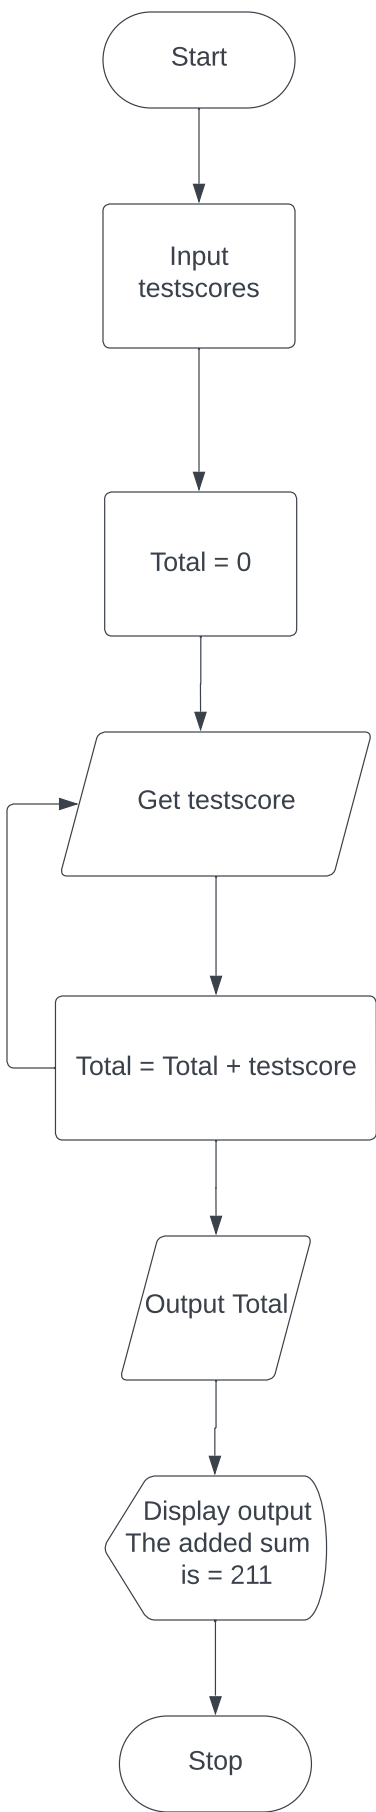 Start
Input
testscores
Total = 0
Get testscore
Total = Total + testscore
Output Total
Display output
The added sum
is = 211
Stop